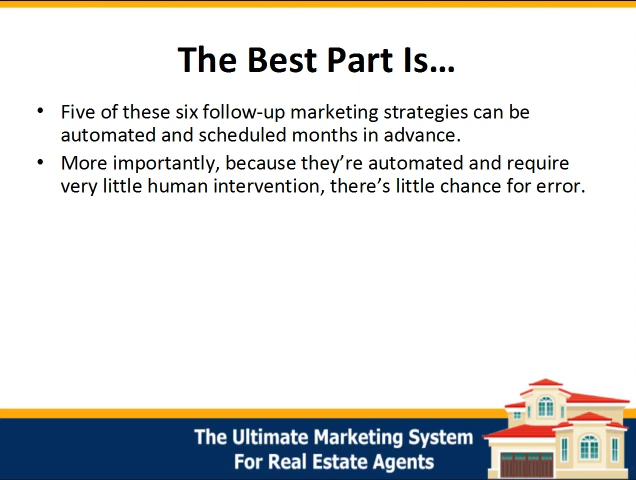 The Best Part Is...
• Five of these six follow-up marketing strategies can be
automated and scheduled months in advance.
• More importantly, because they’re automated and require
very little human intervention, there’s little chance for error.
The Ultimate Marketing System
For Real Estate Agents